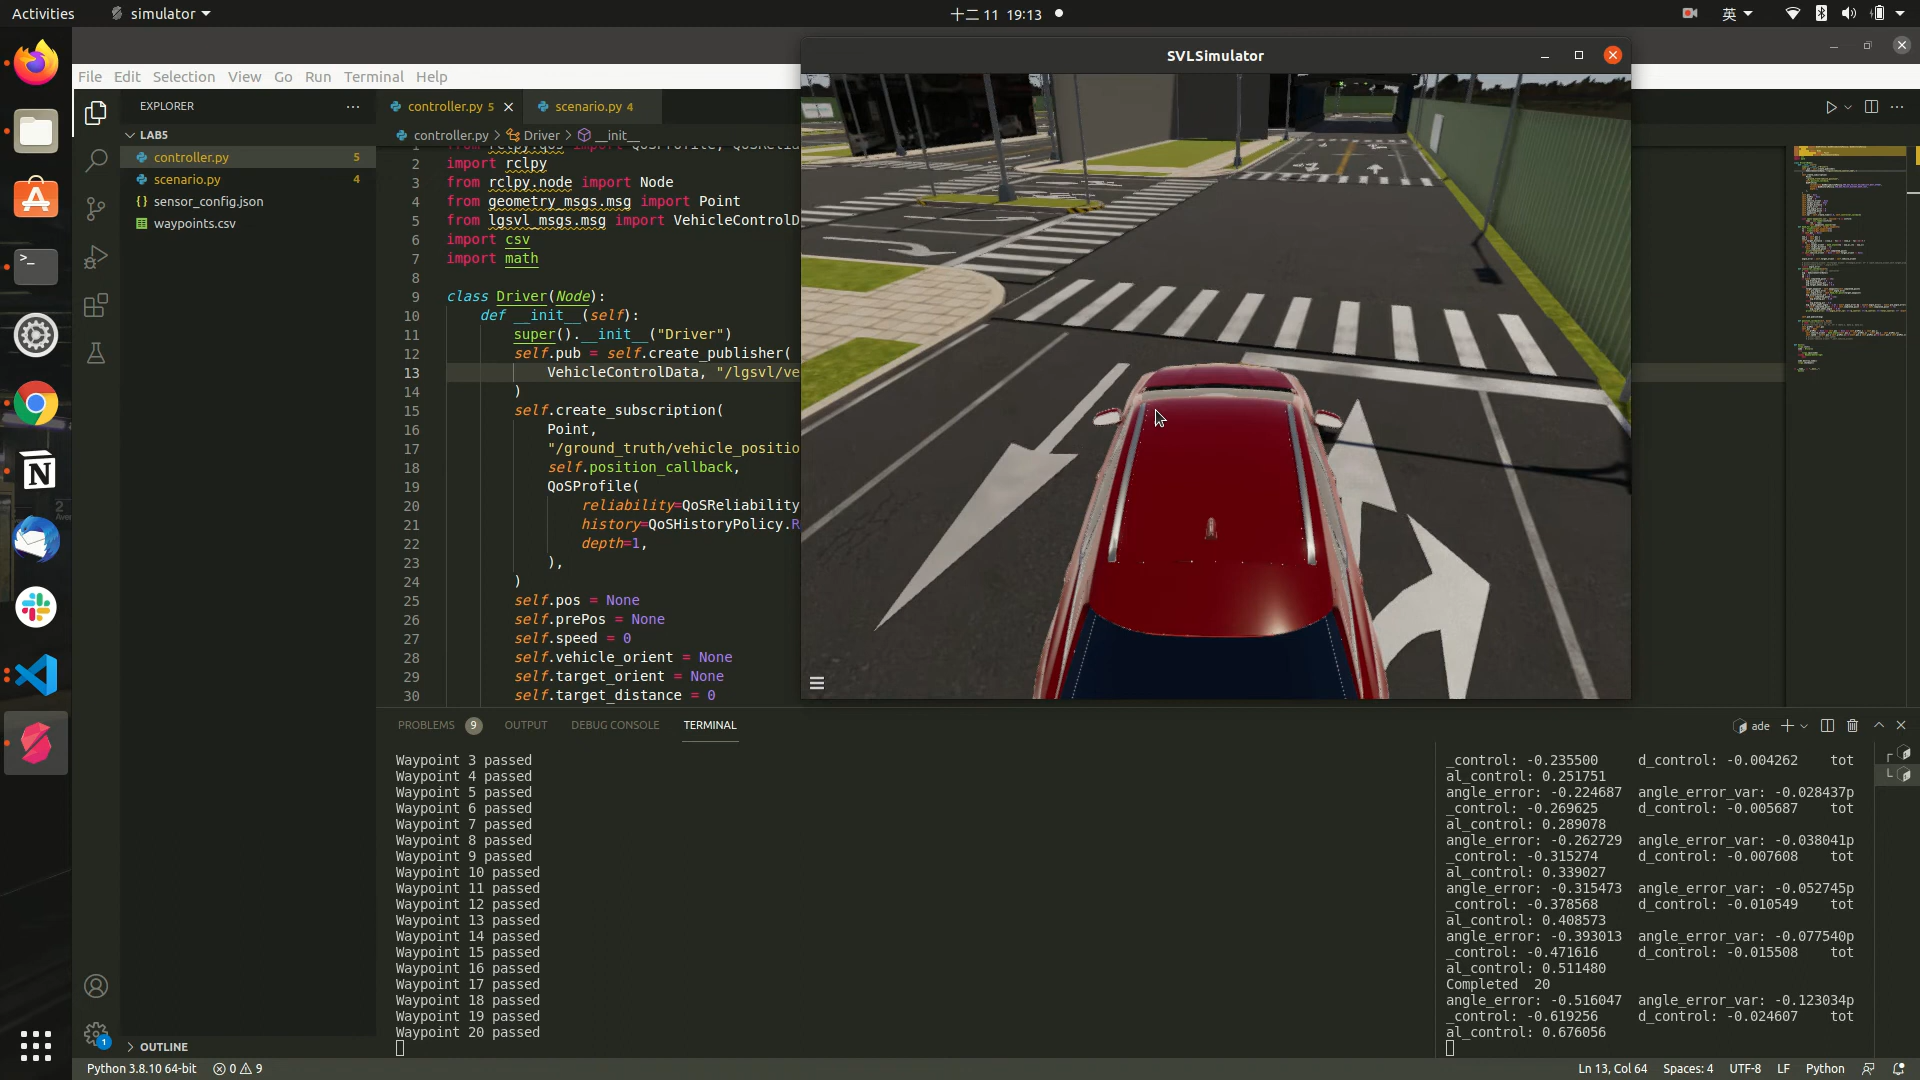 Activities
simulator
十二 11 19:13
英
File Edit Selection View Go Run Terminal Help
SVLSimulator
EXPLORER
controller.py 5
scenario.py 4
LAB5
controller.py > Driver > __init__
controller.py 5
scenario.py 4
sensor_config.json
waypoints.csv
2 import rclpy
3 from rclpy.node import Node
4 from geometry_msgs.msg import Point
5 from lgsvl_msgs.msg import VehicleControlD
6 import csv
7 import math
8
9 class Driver(Node):
10 def __init__(self):
11 super().__init__("Driver")
12 self.pub = self.create_publisher(
13 VehicleControlData, "/lgsvl/ve
14 )
15 self.create_subscription(
16 Point,
17 "/ground_truth/vehicle_positio
18 self.position_callback,
19 QoSProfile(
20 reliability=QoSReliability
21 history=QoSHistoryPolicy.R
22 depth=1,
23 ),
24 )
25 self.pos = None
26 self.prePos = None
27 self.speed = 0
28 self.vehicle_orient = None
29 self.target_orient = None
30 self.target_distance = 0
PROBLEMS 9 OUTPUT DEBUG CONSOLE TERMINAL
ade
Waypoint 3 passed
Waypoint 4 passed
Waypoint 5 passed
Waypoint 6 passed
Waypoint 7 passed
Waypoint 8 passed
Waypoint 9 passed
Waypoint 10 passed
Waypoint 11 passed
Waypoint 12 passed
Waypoint 13 passed
Waypoint 14 passed
Waypoint 15 passed
Waypoint 16 passed
Waypoint 17 passed
Waypoint 18 passed
Waypoint 19 passed
Waypoint 20 passed
_control: -0.235500 d_control: -0.004262 tot
al_control: 0.251751
angle_error: -0.224687 angle_error_var: -0.028437p
_control: -0.269625 d_control: -0.005687 tot
al_control: 0.289078
angle_error: -0.262729 angle_error_var: -0.038041p
_control: -0.315274 d_control: -0.007608 tot
al_control: 0.339027
angle_error: -0.315473 angle_error_var: -0.052745p
_control: -0.378568 d_control: -0.010549 tot
al_control: 0.408573
angle_error: -0.393013 angle_error_var: -0.077540p
_control: -0.471616 d_control: -0.015508 tot
al_control: 0.511480
Completed 20
angle_error: -0.516047 angle_error_var: -0.123034p
_control: -0.619256 d_control: -0.024607 tot
al_control: 0.676056
OUTLINE
1
Python 3.8.10 64-bit 0 9
Ln 13, Col 64 Spaces: 4 UTF-8 LF Python